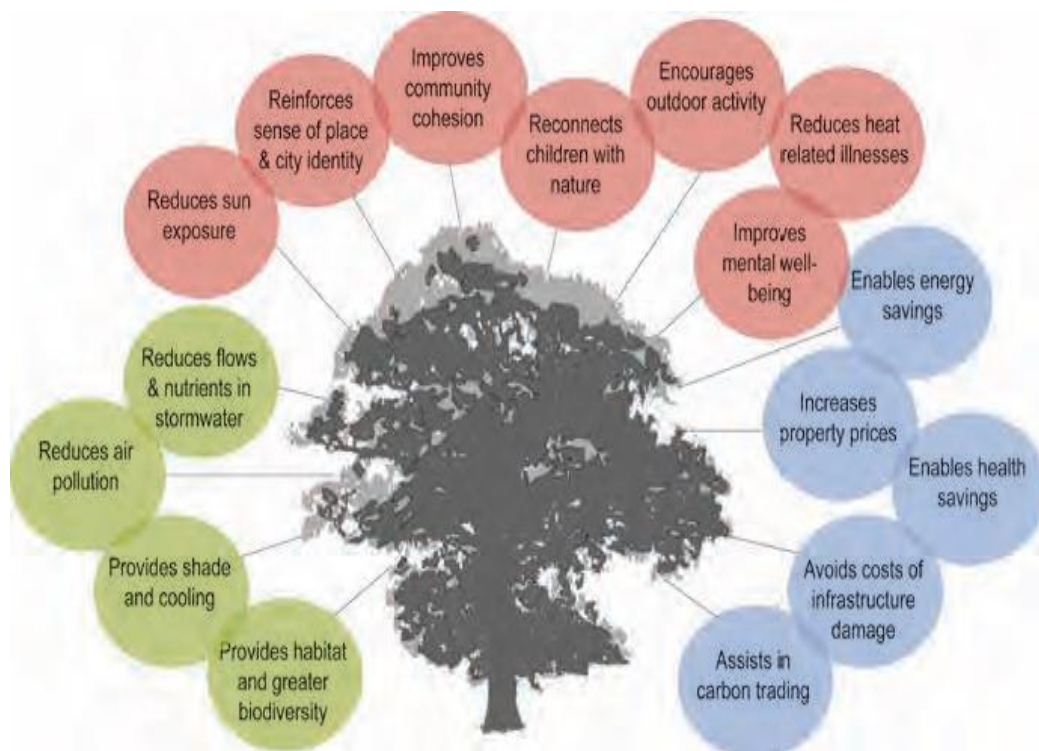 Improves
community
cohesion
Encourages
outdoor activity
Reinforces
sense of place
& city identity
Reconnects
children with
nature
Reduces heat
related illnesses
Reduces sun
exposure
Improves
mental well-
being
Enables energy
savings
Reduces flows
& nutrients in
stormwater
Increases
property prices
Reduces air
pollution
Enables health
savings
Provides shade
and cooling
Avoids costs of
infrastructure
damage
Provides habitat
and greater
biodiversity
Assists in
carbon trading